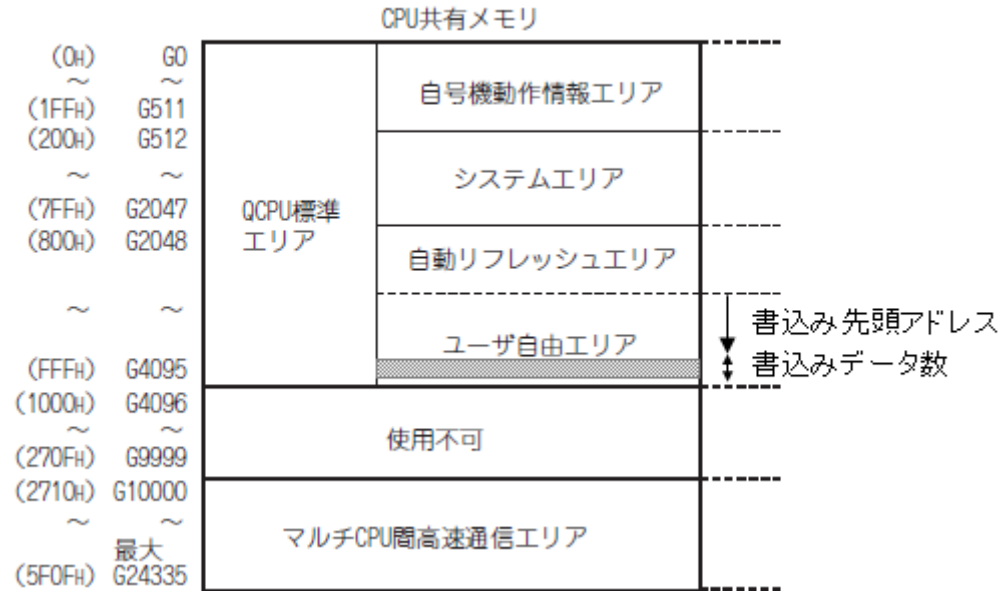 CPU共有メモリ
(0H) G0
～ ～
(1FFH) G511
(200H) G512
～ ～
(7FFH) G2047
(800H) G2048
～ ～
(FFFH) G4095
(1000H) G4096
～ ～
(270FH) G9999
(2710H) G10000
～ ～
最大
(5F0FH) G24335
QCPU標準
エリア
自号機動作情報エリア
システムエリア
自動リフレッシュエリア
ユーザ自由エリア
使用不可
マルチCPU間高速通信エリア
書込み先頭アドレス
書込みデータ数